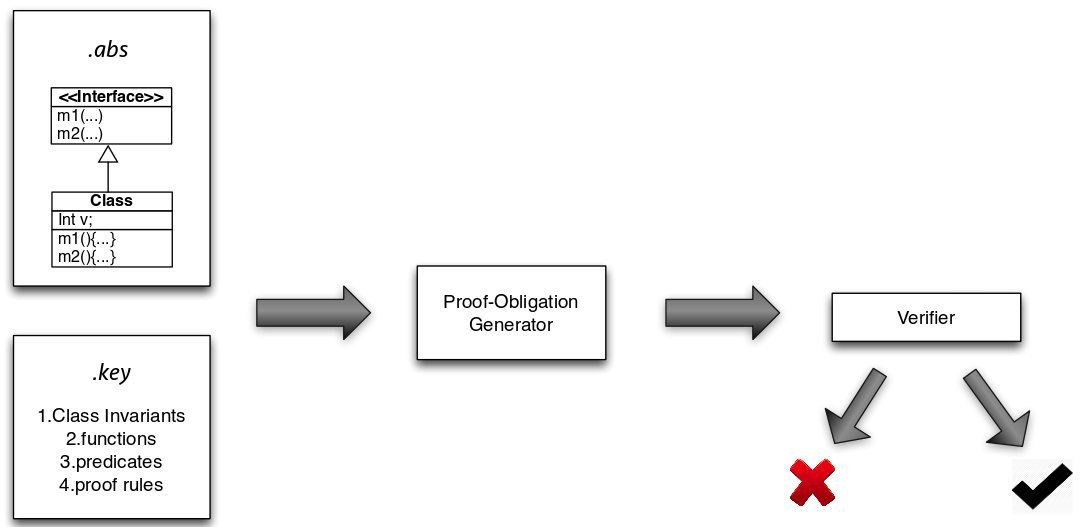 .abs
<<Interface>>
m1(...)
m2(...)
Class
Int v;
m1(){...}
m2(){...}
.key
1.Class Invariants
2.functions
3.predicates
4.proof rules
Proof-Obligation
Generator
Verifier